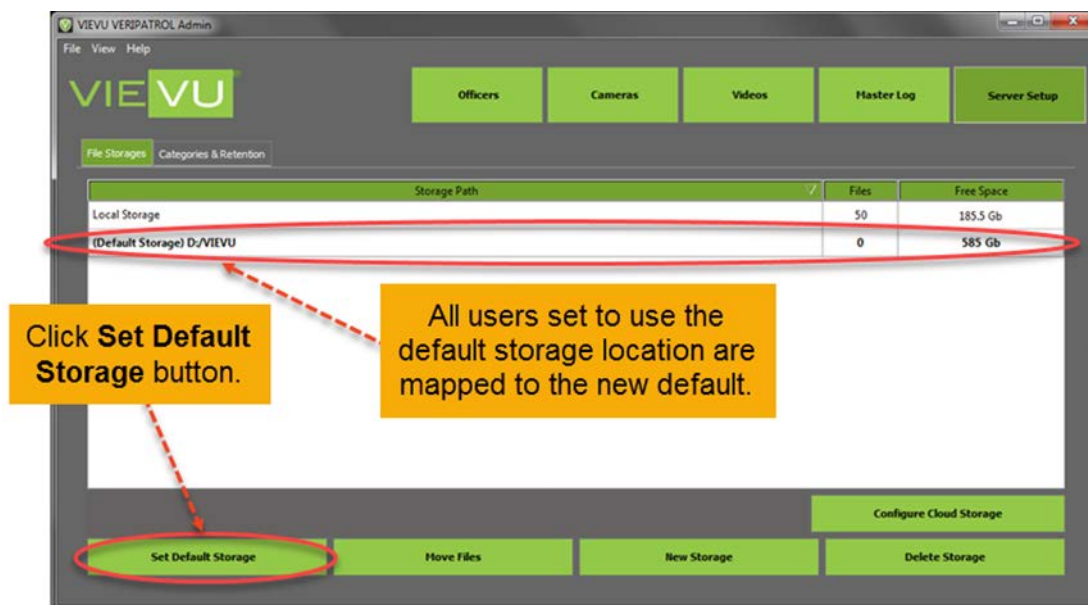 VIEVU VERIPATROL Admin
File View Help
VIEVU
Officers
Cameras
Videos
Master Log
Server Setup
File Storages
Categories & Retention
Storage Path
Files
Free Space
Local Storage
50
185.5 Gb
(Default Storage) D:/VIEVU
0
585 Gb
Click Set Default
Storage button.
All users set to use the
default storage location are
mapped to the new default.
Configure Cloud Storage
Set Default Storage
Move Files
New Storage
Delete Storage